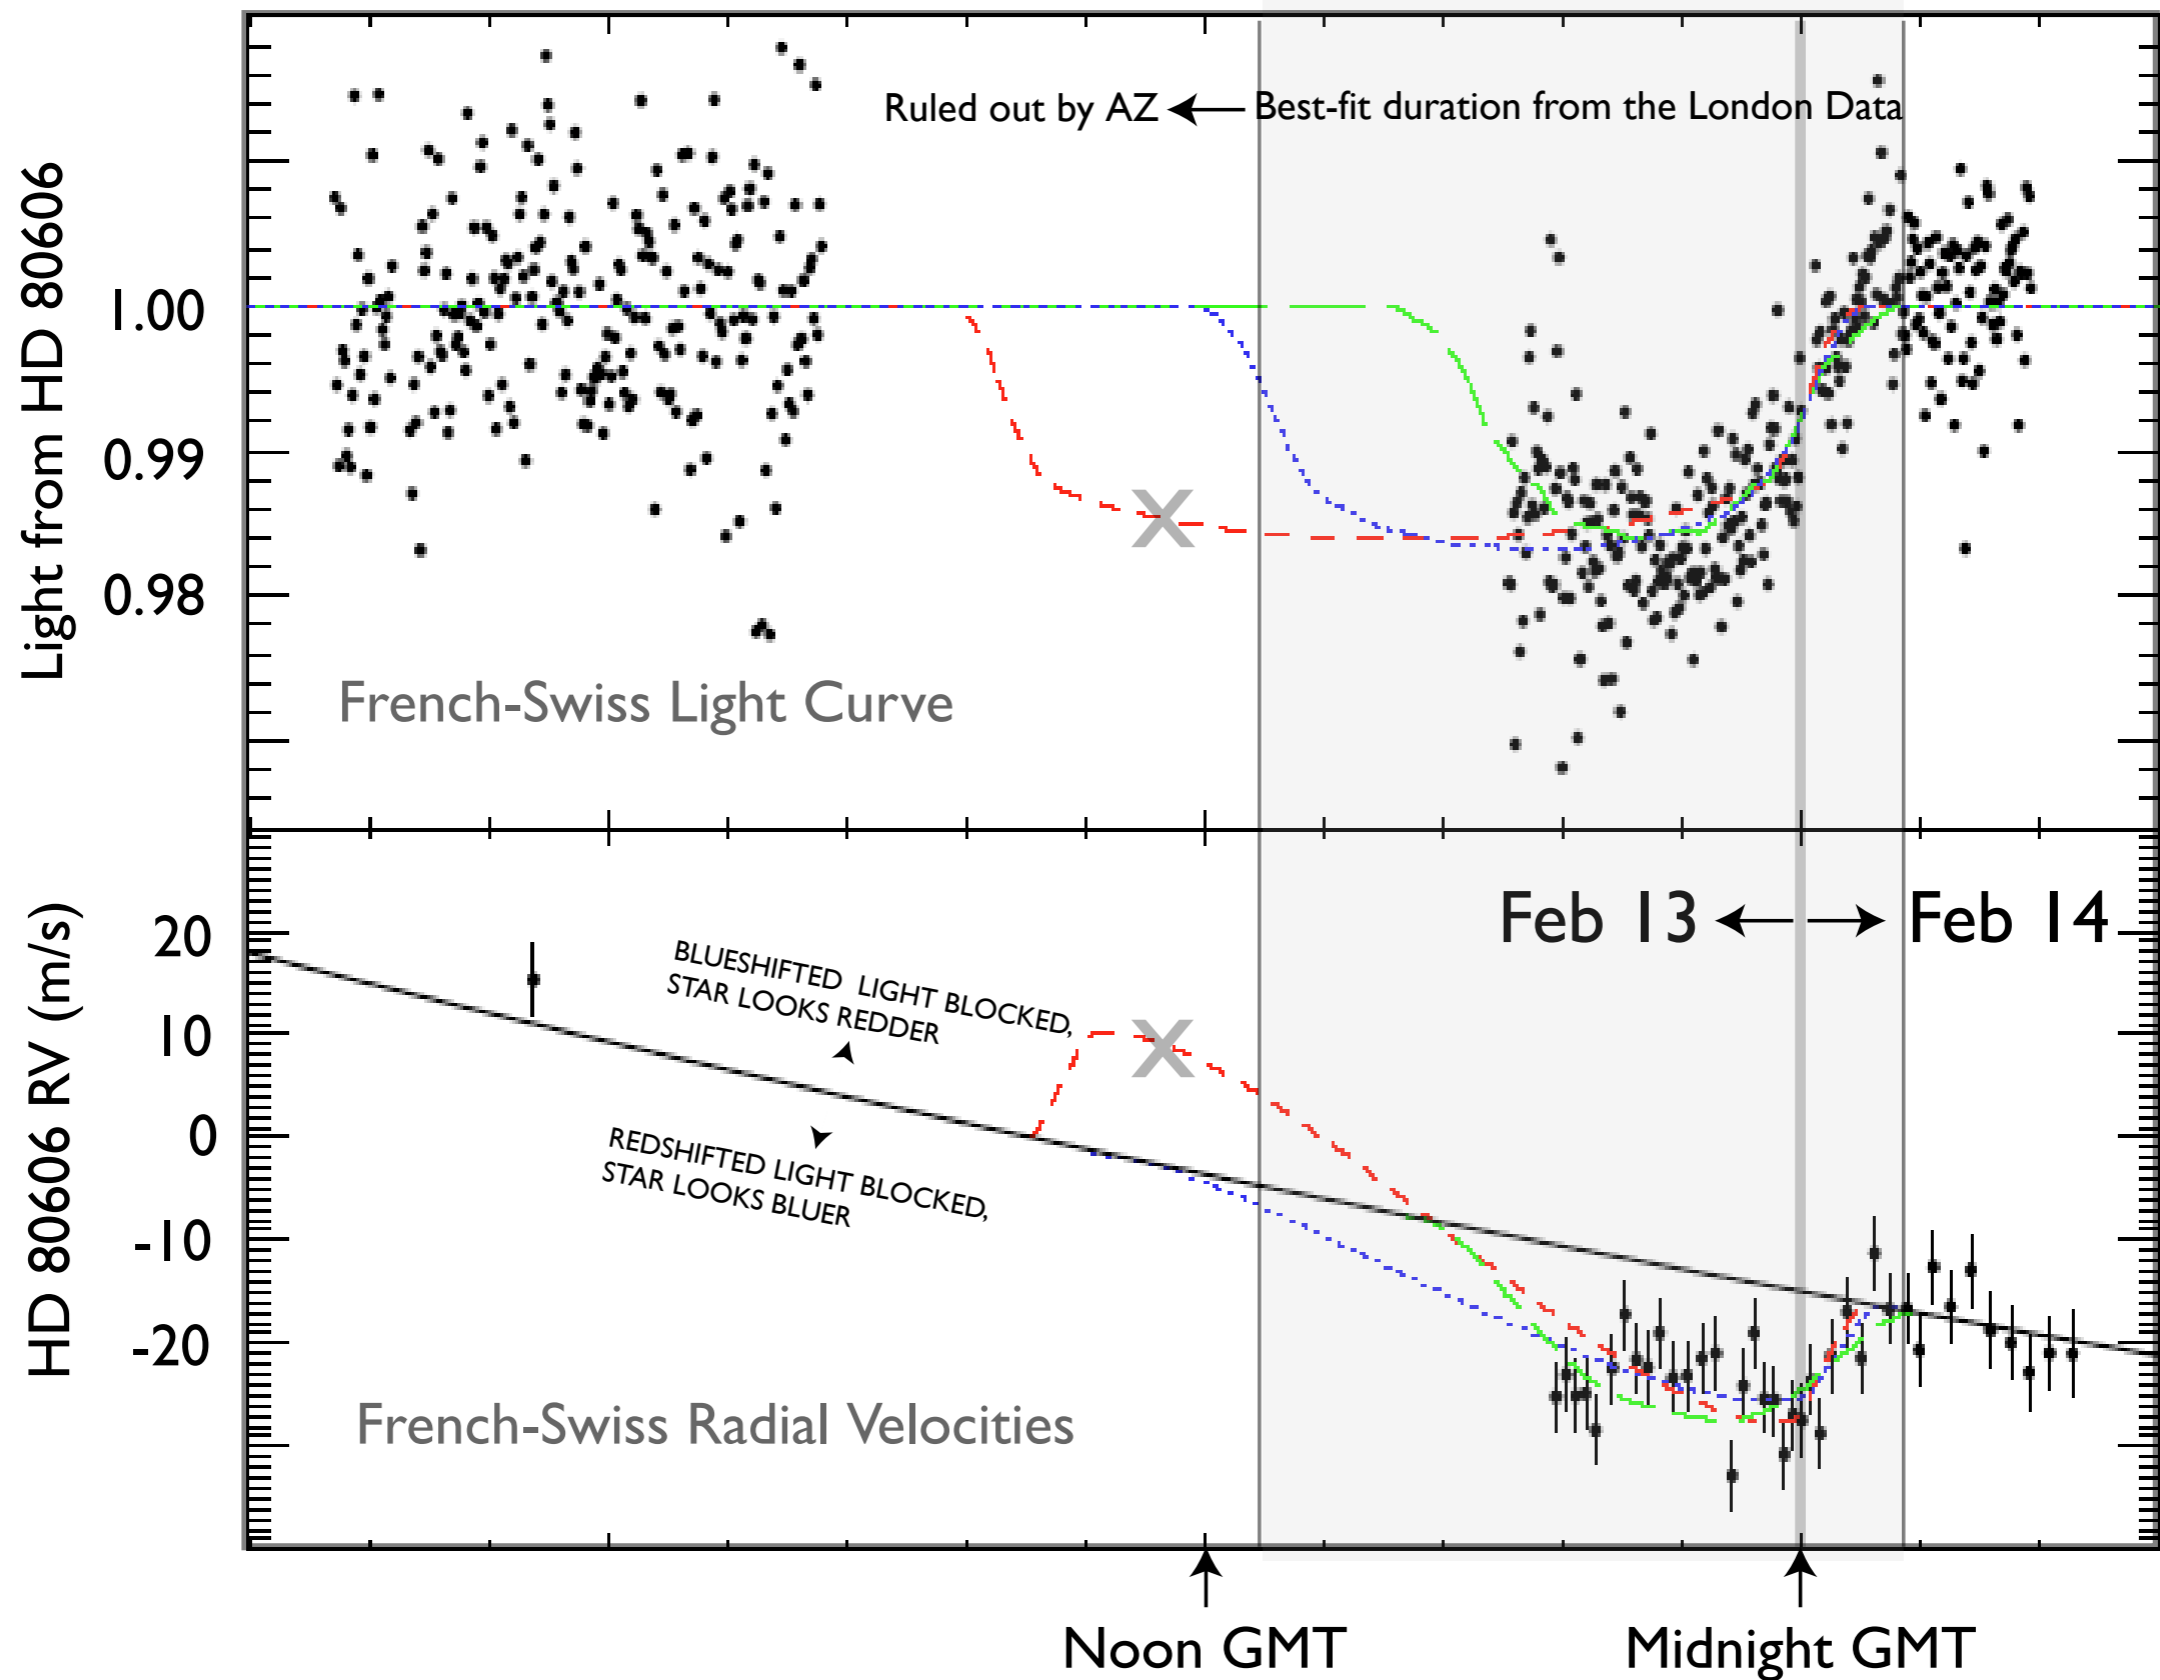 Ruled out by AZ
Best-fit duration from the London Data
Light from HD 80606
1.00
0.99
0.98
French-Swiss Light Curve
Feb 13
Feb 14
HD 80606 RV (m/s)
20
10
0
-10
-20
BLUESHIFTED LIGHT BLOCKED,
STAR LOOKS REDDER
X
X
REDSHIFTED LIGHT BLOCKED,
STAR LOOKS BLUER
French-Swiss Radial Velocities
Noon GMT
Midnight GMT